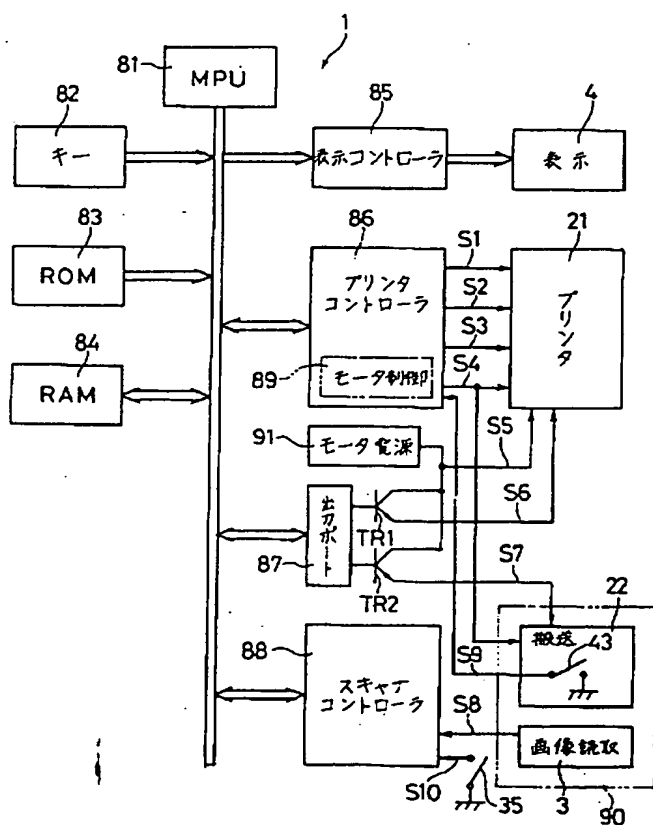 1
81
MPU
82
キー
85
表示コントローラ
4
表示
83
ROM
86
プリンタ
コントローラ
S1
S2
S3
S4
21
プリンタ
84
RAM
89
モータ制御
91
モータ電源
S5
S6
出力ポート
87
TR1
TR2
S7
22
搬送
43
88
スキャナ
コントローラ
S9
S8
画像読取
3
S10
35
90